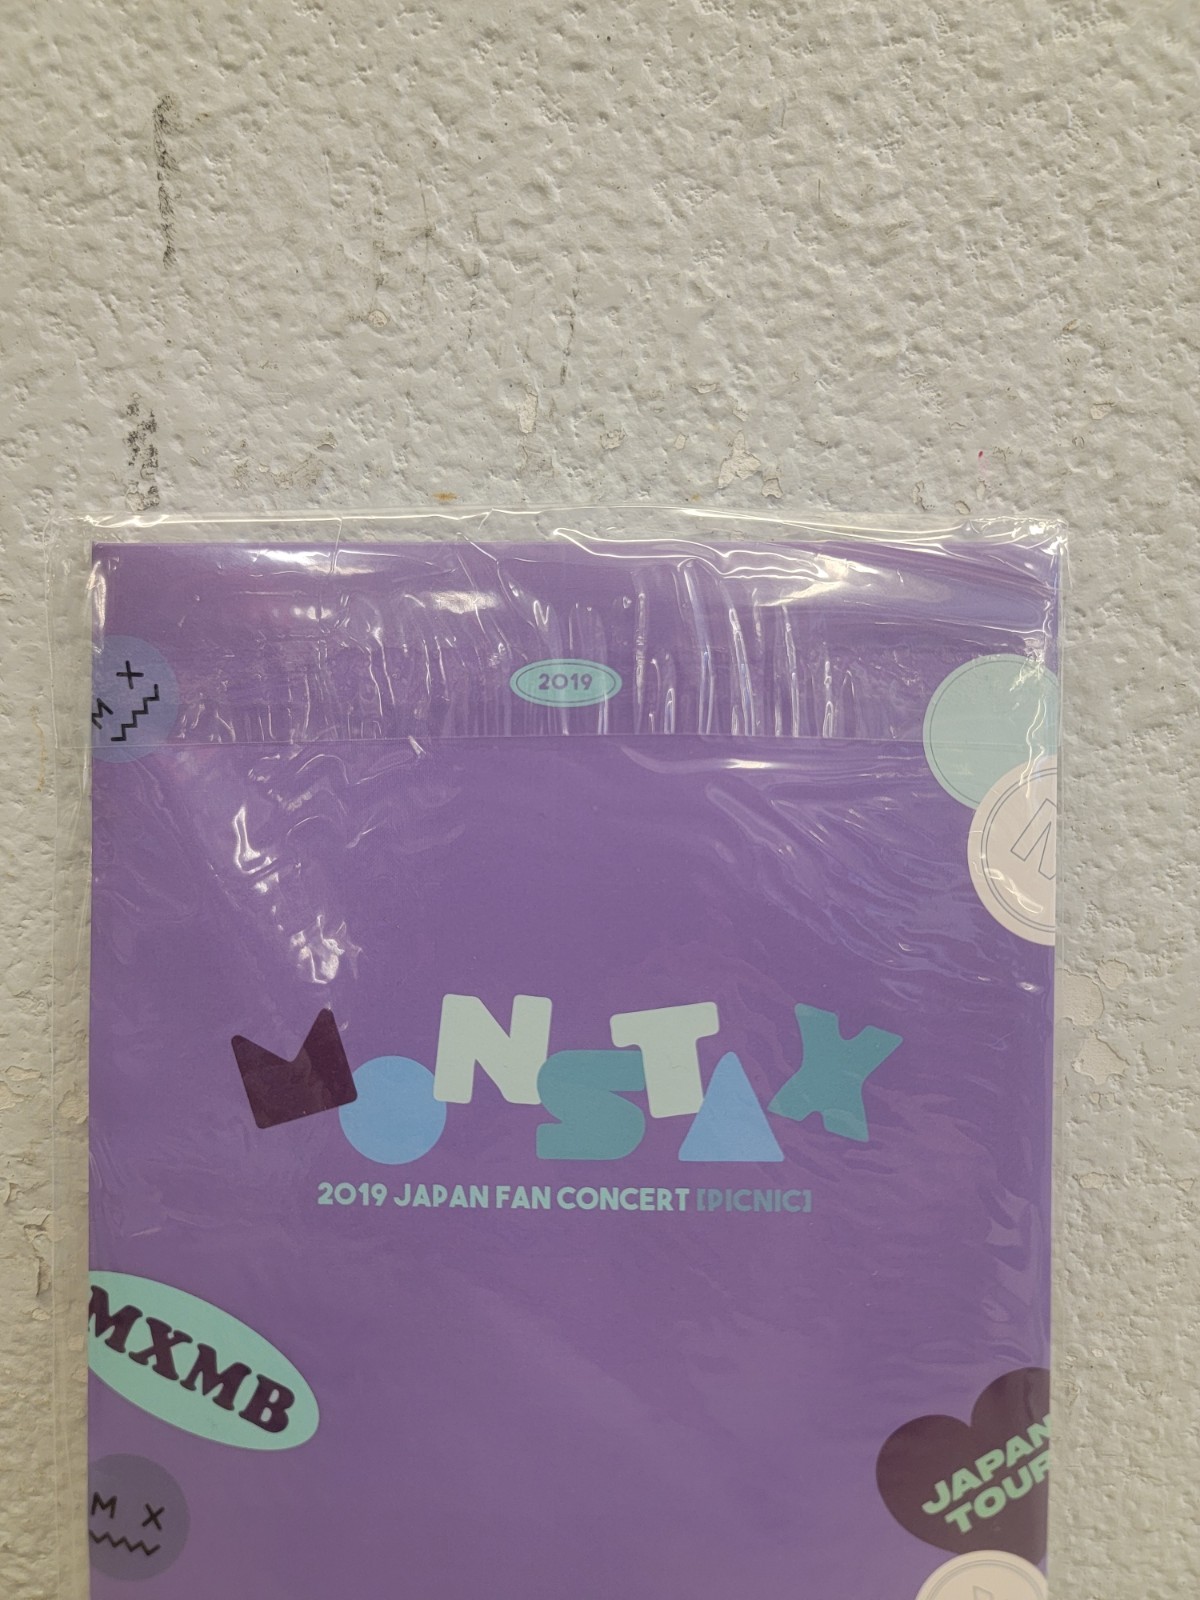 2019
M X
M
MONSTA X
2019 JAPAN FAN CONCERT [PICNIC]
MXMB
M X
JAPAN
TOUR